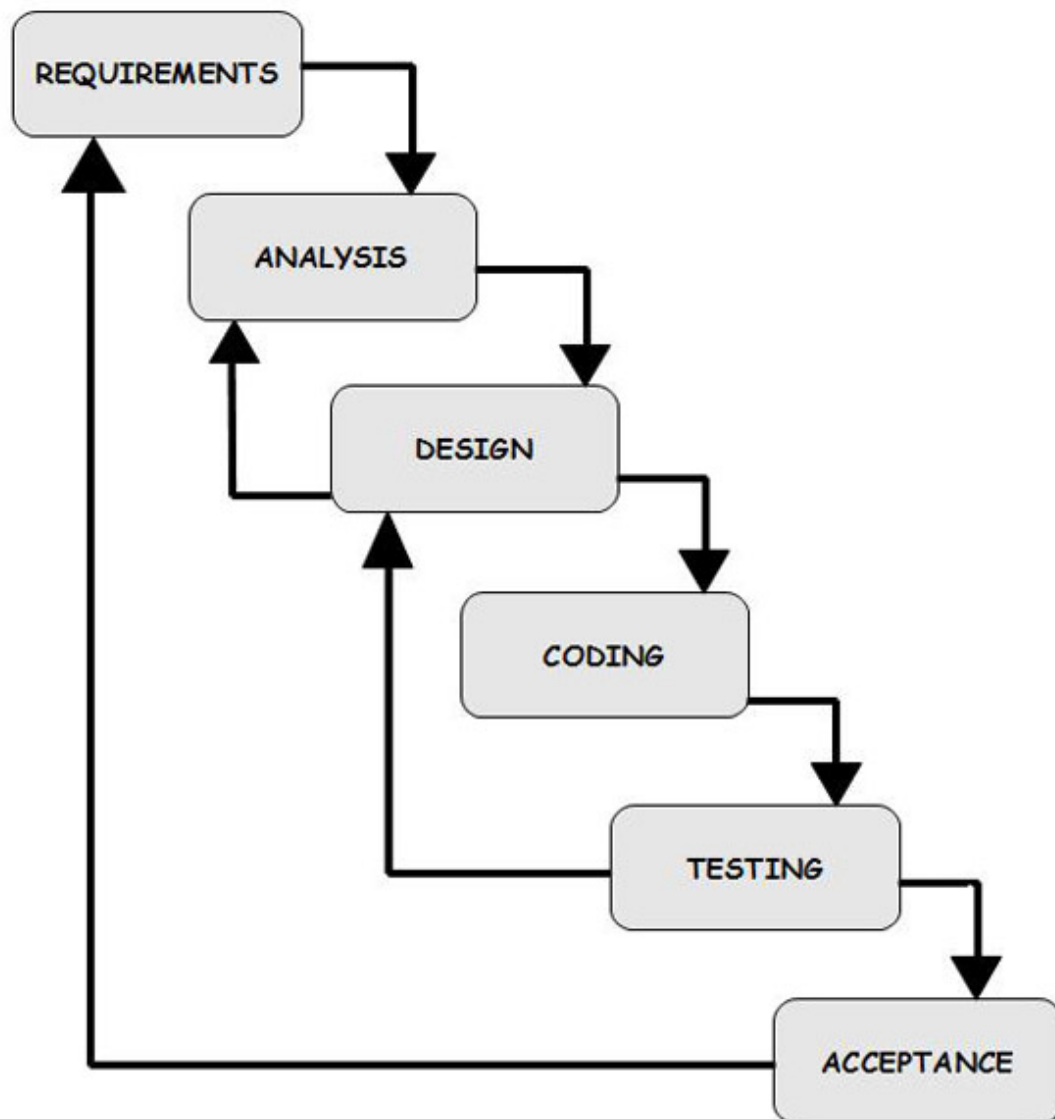 REQUIREMENTS
ANALYSIS
DESIGN
CODING
TESTING
ACCEPTANCE